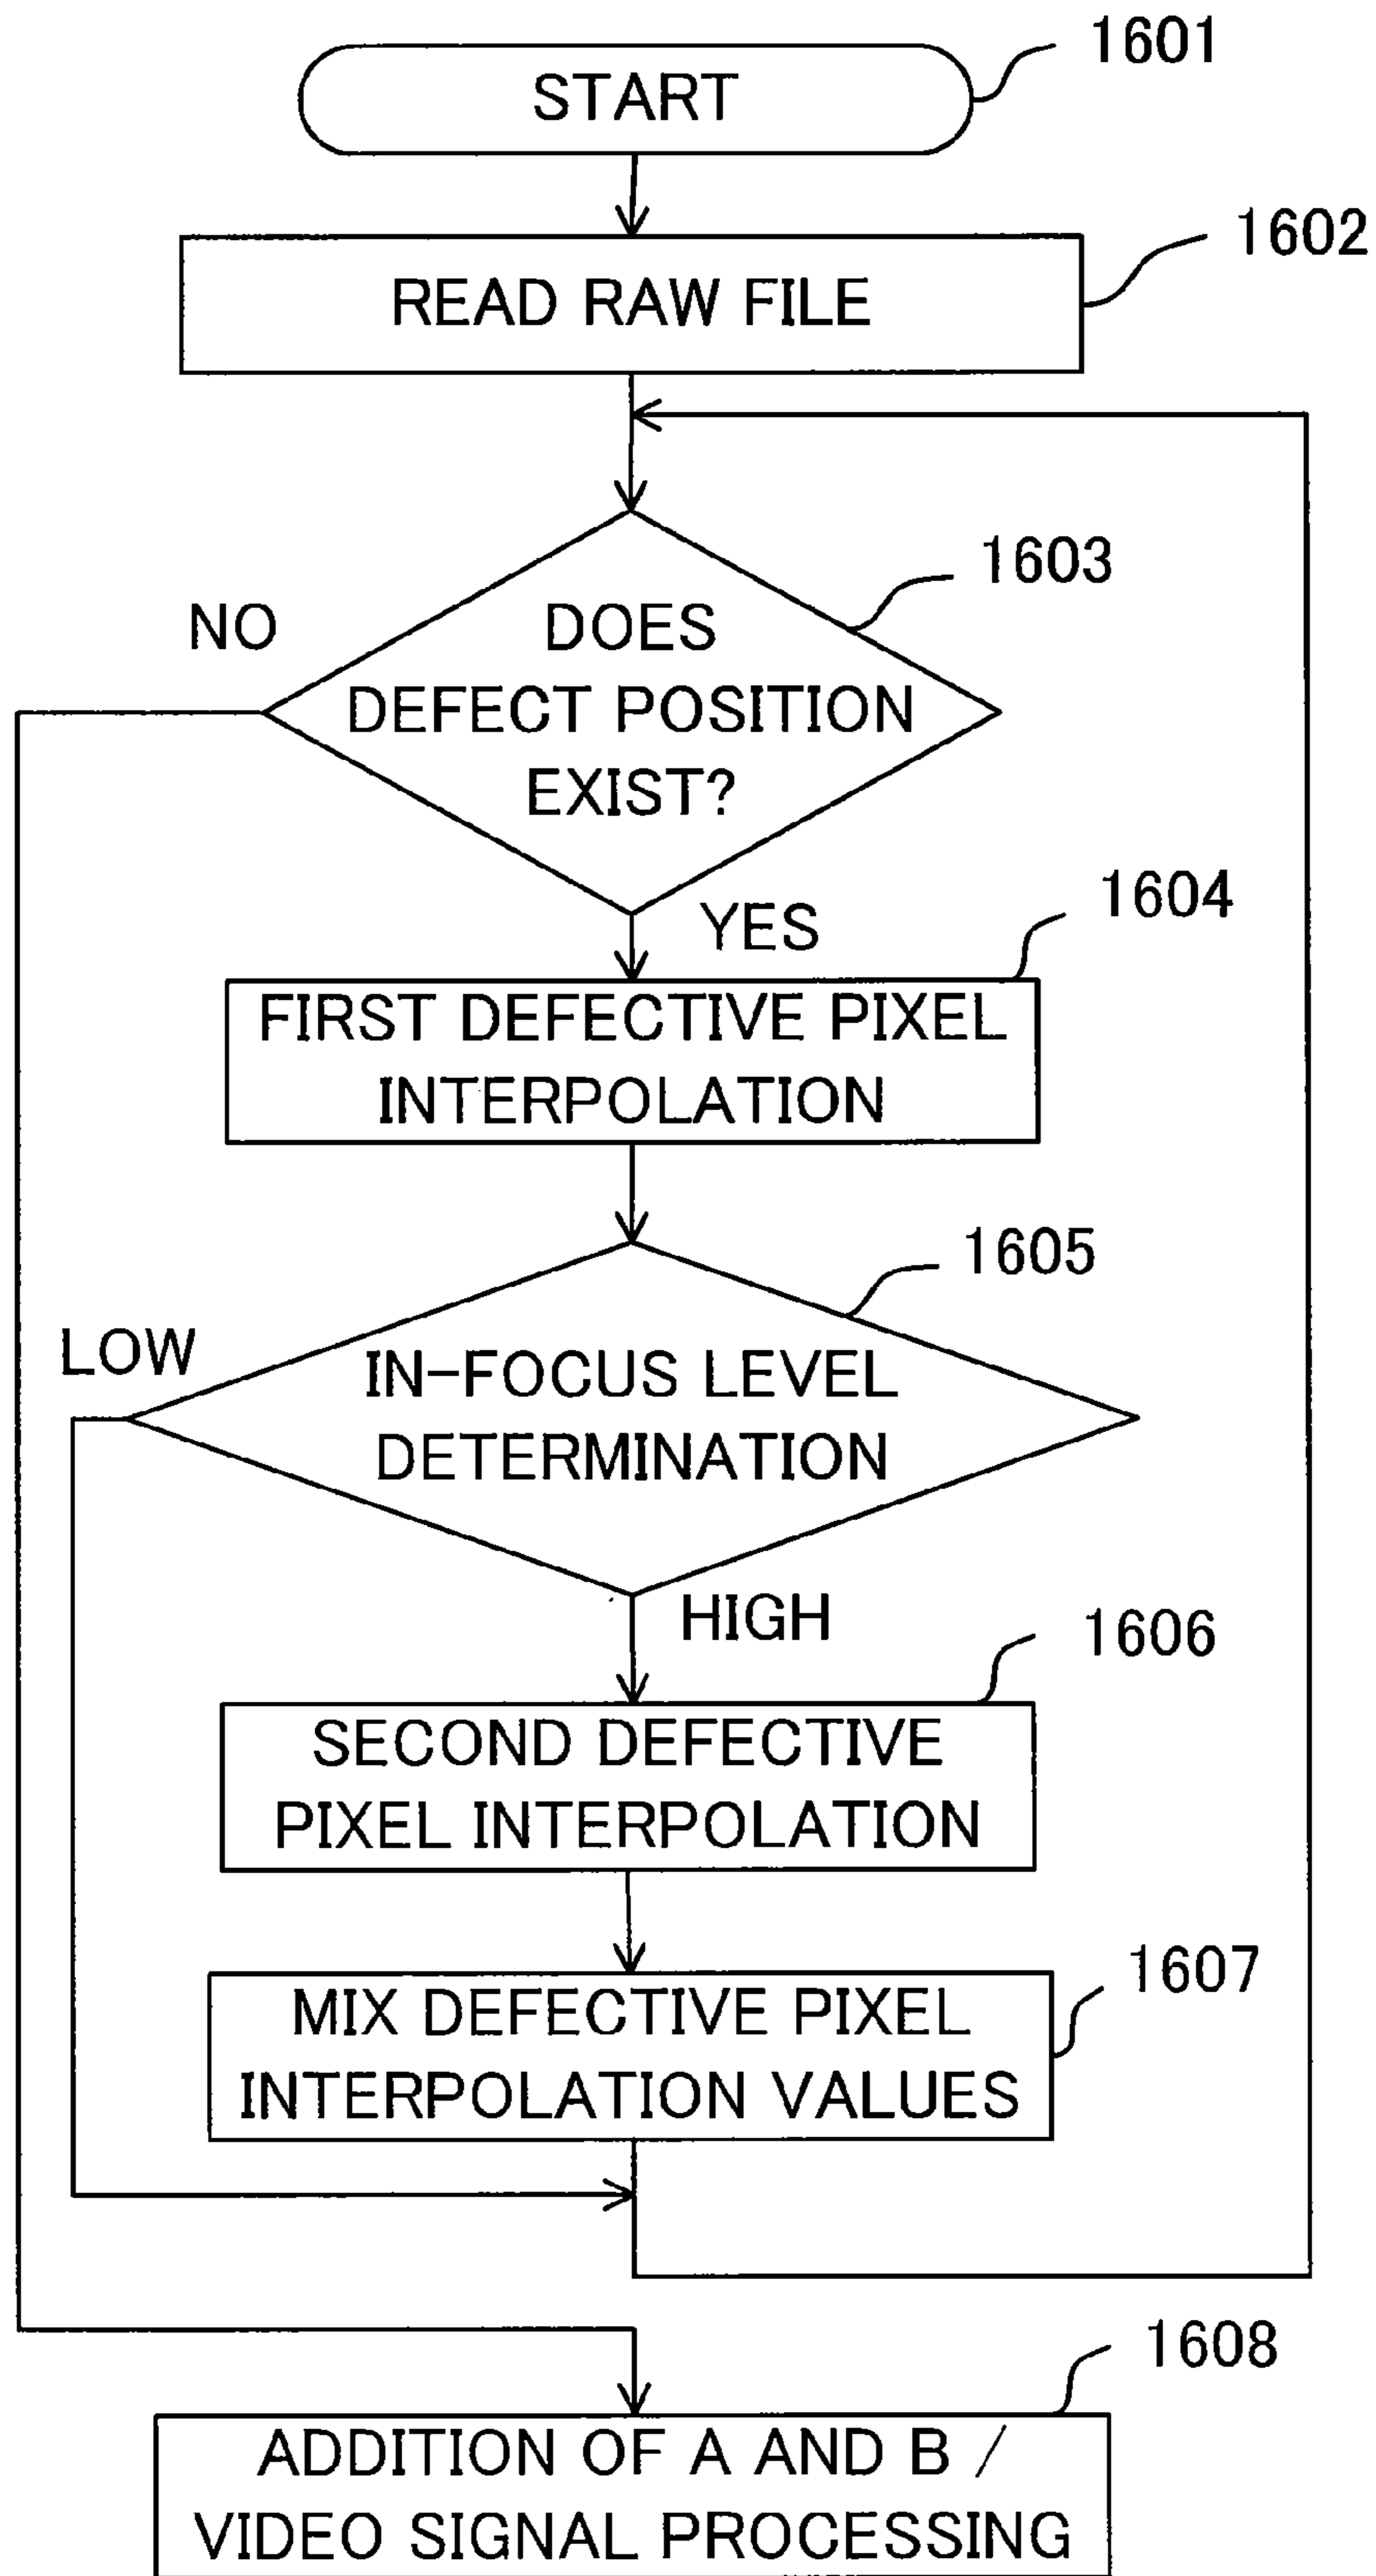 START
1601
READ RAW FILE
1602
DOES
DEFECT POSITION
EXIST?
1603
NO
YES
FIRST DEFECTIVE PIXEL
INTERPOLATION
1604
IN-FOCUS LEVEL
DETERMINATION
1605
LOW
HIGH
SECOND DEFECTIVE
PIXEL INTERPOLATION
1606
MIX DEFECTIVE PIXEL
INTERPOLATION VALUES
1607
ADDITION OF A AND B /
VIDEO SIGNAL PROCESSING
1608